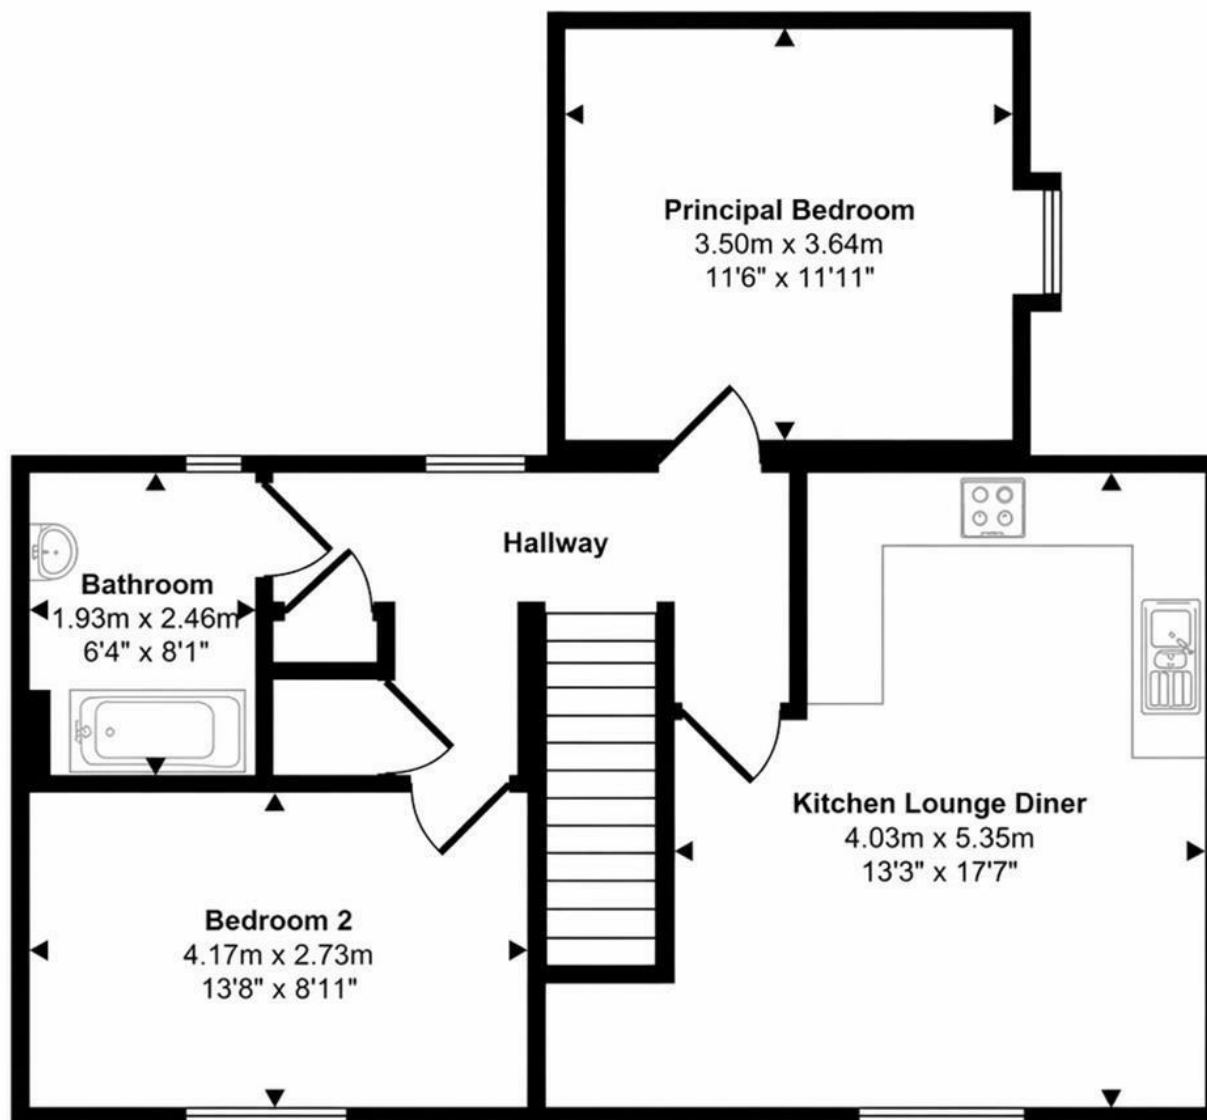 Principal Bedroom
3.50m x 3.64m
11'6" x 11'11"
Hallway
Bathroom
1.93m x 2.46m
6'4" x 8'1"
Kitchen Lounge Diner
4.03m x 5.35m
13'3" x 17'7"
Bedroom 2
4.17m x 2.73m
13'8" x 8'11"